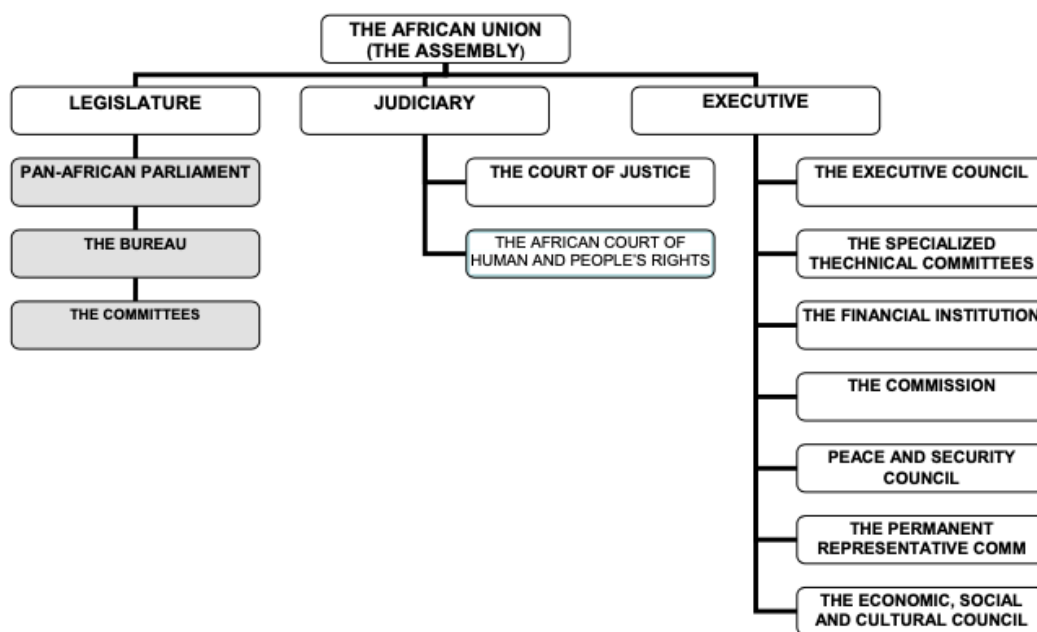 THE AFRICAN UNION
(THE ASSEMBLY)
LEGISLATURE
JUDICIARY
EXECUTIVE
PAN-AFRICAN PARLIAMENT
THE BUREAU
THE COMMITTEES
THE COURT OF JUSTICE
THE AFRICAN COURT OF
HUMAN AND PEOPLE'S RIGHTS
THE EXECUTIVE COUNCIL
THE SPECIALIZED
THECHNICAL COMMITTEES
THE FINANCIAL INSTITUTION
THE COMMISSION
PEACE AND SECURITY
COUNCIL
THE PERMANENT
REPRESENTATIVE COMM
THE ECONOMIC, SOCIAL
AND CULTURAL COUNCIL